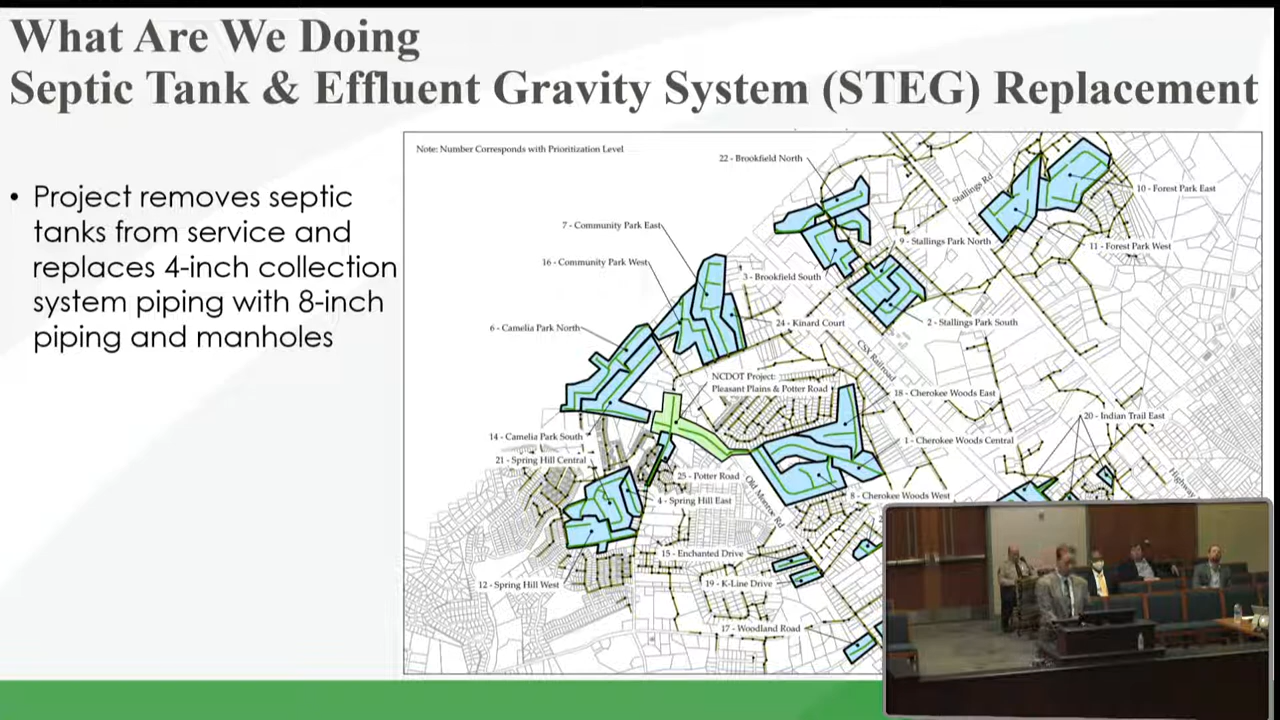 What Are We Doing
Septic Tank & Effluent Gravity System (STEG) Replacement
• Project removes septic
tanks from service and
replaces 4-inch collection
system piping with 8-inch
piping and manholes
Note: Number Corresponds with Prioritization Level
22 - Brookfield North
Stallings Rd
10 - Forest Park East
7 - Community Park East
9 - Stallings Park North
11 - Forest Park West
16 - Community Park West
3 - Brookfield South
6 - Camelia Park North
24 - Kinard Court
2 - Stallings Park South
CSX Railroad
NCDOT Project:
Pleasant Plains & Potter Road
18 - Cherokee Woods East
20 - Indian Trail East
14 - Camelia Park South
1 - Cherokee Woods Central
21 - Spring Hill Central
25 - Potter Road
Old Monroe Rd
Highway
4 - Spring Hill East
8 - Cherokee Woods West
15 - Enchanted Drive
12 - Spring Hill West
19 - K-Line Drive
17 - Woodland Road